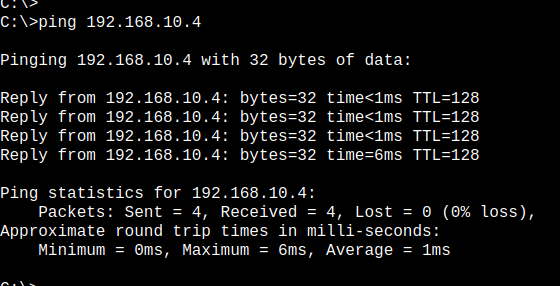 C:\>
C:\>ping 192.168.10.4
Pinging 192.168.10.4 with 32 bytes of data:
Reply from 192.168.10.4: bytes=32 time<1ms TTL=128
Reply from 192.168.10.4: bytes=32 time<1ms TTL=128
Reply from 192.168.10.4: bytes=32 time<1ms TTL=128
Reply from 192.168.10.4: bytes=32 time=6ms TTL=128
Ping statistics for 192.168.10.4:
    Packets: Sent = 4, Received = 4, Lost = 0 (0% loss),
Approximate round trip times in milli-seconds:
    Minimum = 0ms, Maximum = 6ms, Average = 1ms
C:\>